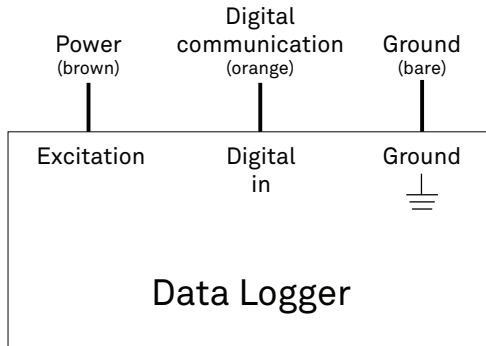 Power
(brown)
Digital
communication
(orange)
Ground
(bare)
Excitation
Digital
in
Ground
Data Logger